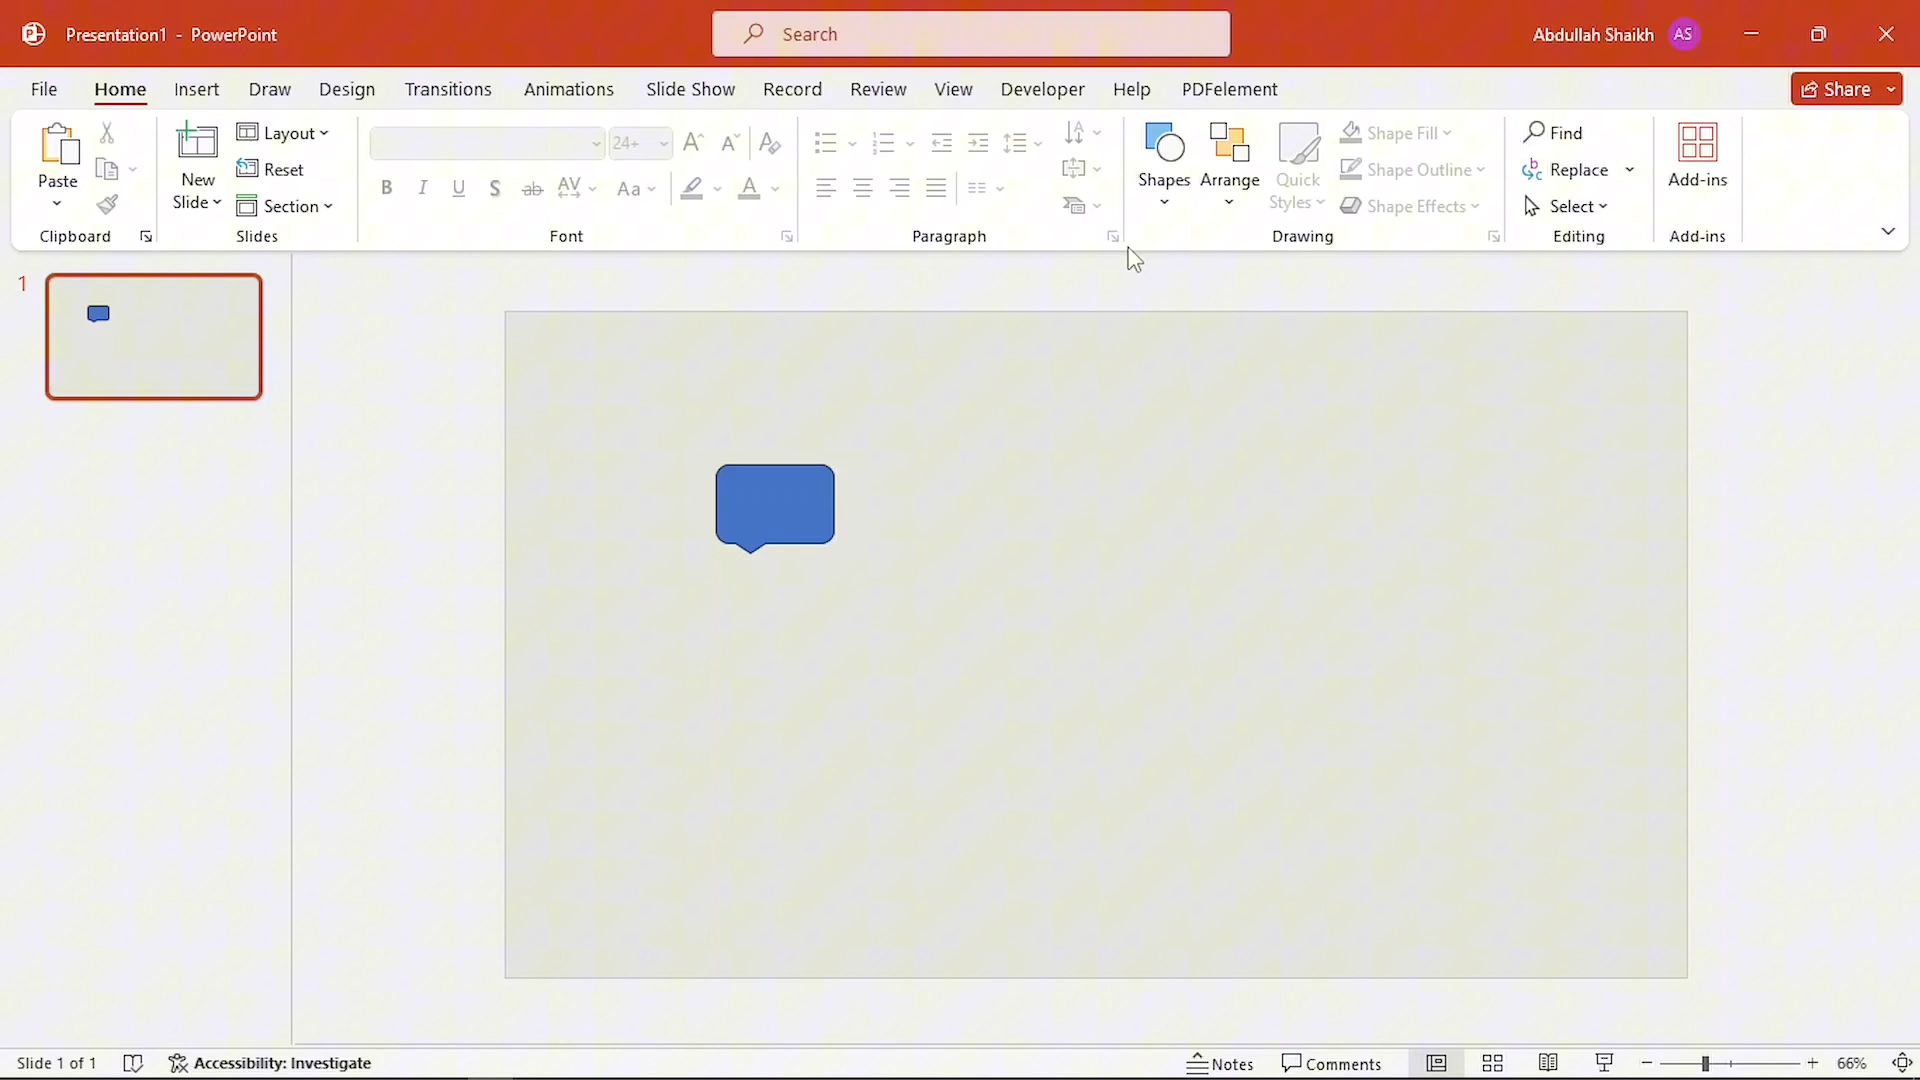 Presentation1 - PowerPoint
Search
Abdullah Shaikh AS
File Home Insert Draw Design Transitions Animations Slide Show Record Review View Developer Help PDFelement
Share
Paste
Clipboard
New
Slide
Layout
Reset
Section
Slides
24+
B I U S ab AV Aa A
Font
Paragraph
Shapes
Arrange
Quick
Styles
Shape Fill
Shape Outline
Shape Effects
Drawing
Find
Replace
Select
Editing
Add-ins
Add-ins
1
Slide 1 of 1
Accessibility: Investigate
Notes
Comments
66%